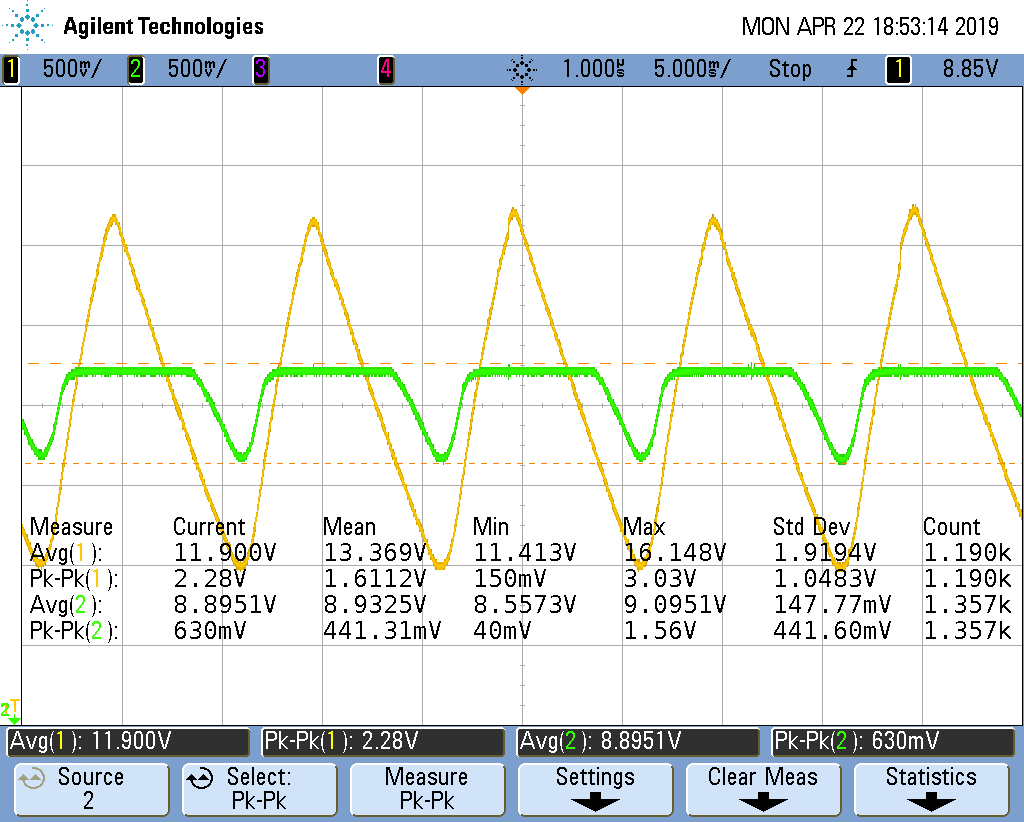 Agilent Technologies MON APR 22 18:53:14 2019
1 500m/ 2 500m/ 3 4 1.000s 5.000m/ Stop 1 8.85V
Measure Current Mean Min Max Std Dev Count
Avg(1): 11.900V 13.369V 11.413V 16.148V 1.9194V 1.190k
Pk-Pk(1): 2.28V 1.6112V 150mV 3.03V 1.0483V 1.190k
Avg(2): 8.8951V 8.9325V 8.5573V 9.0951V 147.77mV 1.357k
Pk-Pk(2): 630mV 441.31mV 40mV 1.56V 441.60mV 1.357k
2 T
Avg(1): 11.900V Pk-Pk(1): 2.28V Avg(2): 8.8951V Pk-Pk(2): 630mV
Source Select: Measure Settings Clear Meas Statistics
2 Pk-Pk Pk-Pk